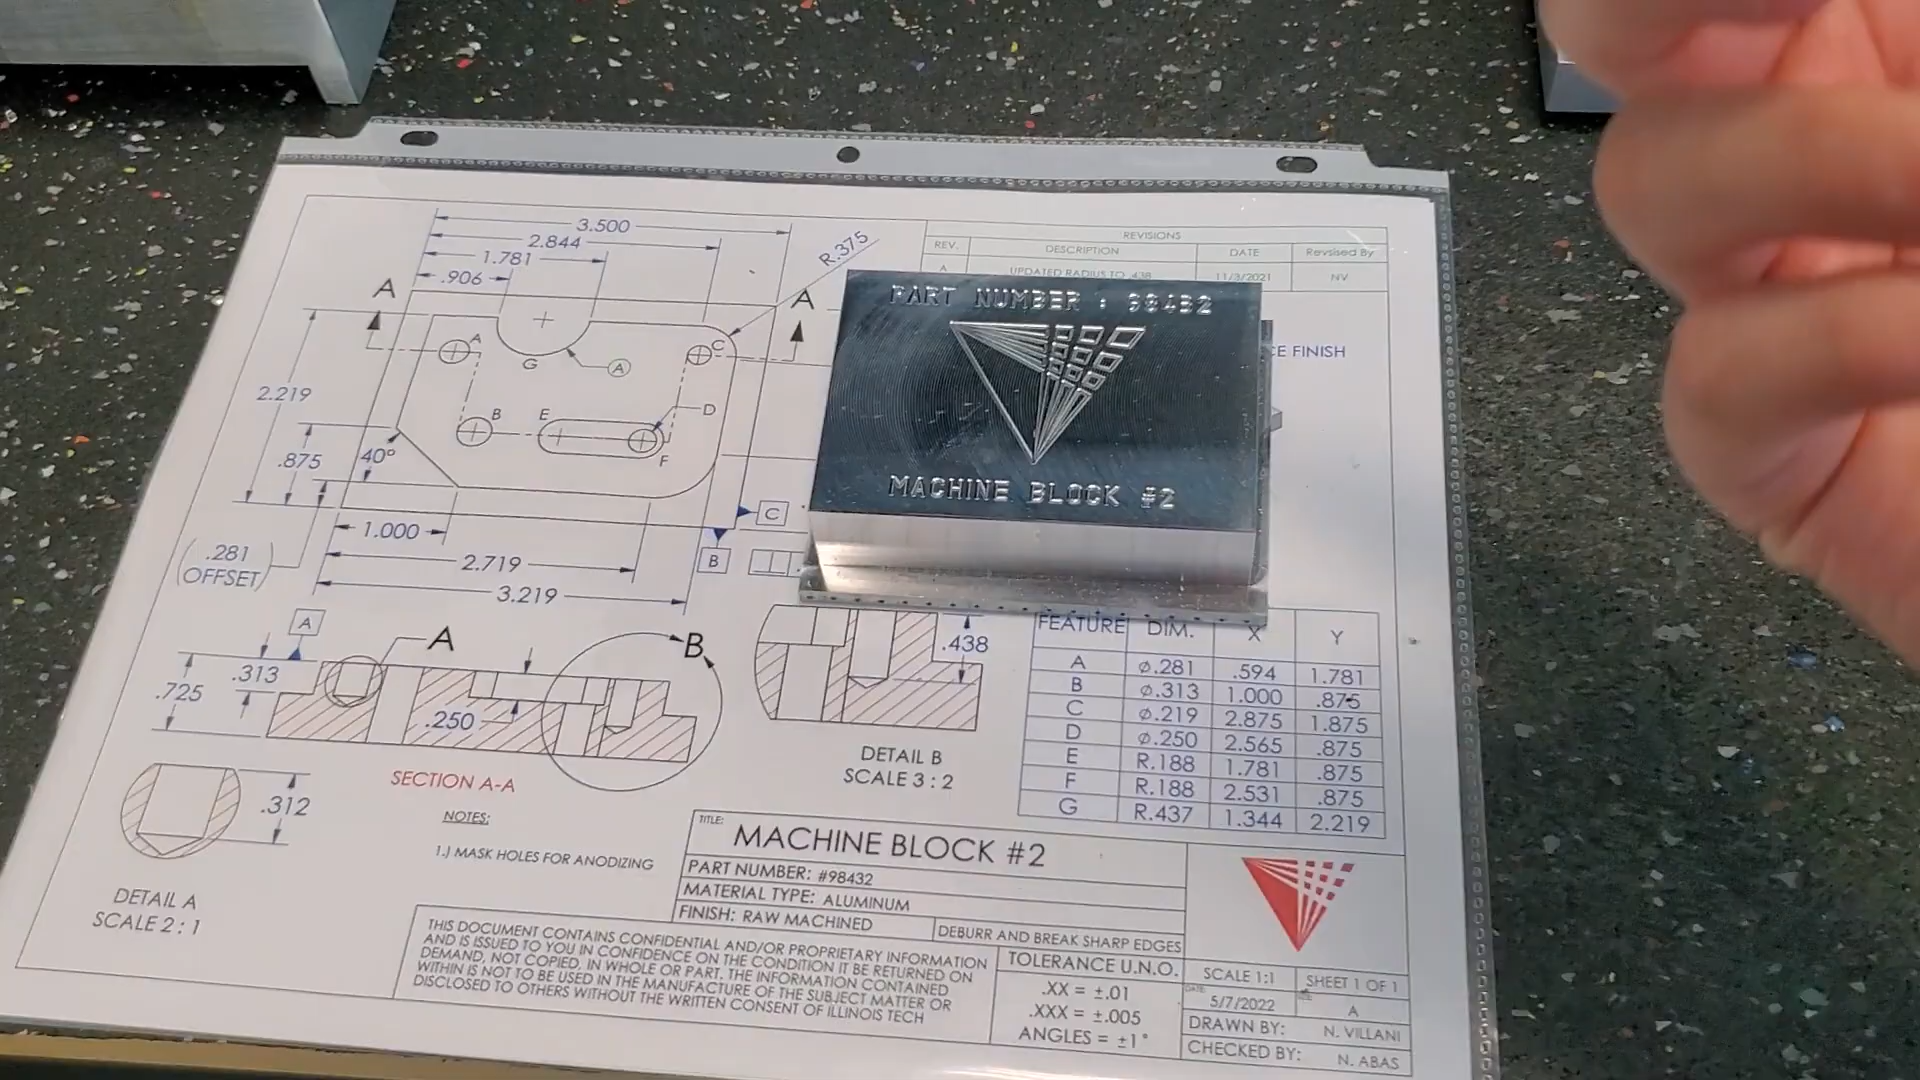 3.500
2.844
1.781
.906
R.375
REVISIONS
REV.
DESCRIPTION
DATE
Revsised By
A
UPDATED RADIUS TO .438
11/3/2021
NV
A
A
PART NUMBER : 98432
MACHINE BLOCK #2
CE FINISH
A
C
G
A
B
E
D
F
2.219
.875
40°
1.000
.281
OFFSET
2.719
3.219
C
B
A
A
B
.313
.725
.250
SECTION A-A
.438
DETAIL B
SCALE 3 : 2
.312
DETAIL A
SCALE 2 : 1
NOTES:
1.) MASK HOLES FOR ANODIZING
FEATURE DIM. X Y
A ⌀.281 .594 1.781
B ⌀.313 1.000 .875
C ⌀.219 2.875 1.875
D ⌀.250 2.565 .875
E R.188 1.781 .875
F R.188 2.531 .875
G R.437 1.344 2.219
TITLE:
MACHINE BLOCK #2
PART NUMBER: #98432
MATERIAL TYPE: ALUMINUM
FINISH: RAW MACHINED
DEBURR AND BREAK SHARP EDGES
THIS DOCUMENT CONTAINS CONFIDENTIAL AND/OR PROPRIETARY INFORMATION
AND IS ISSUED TO YOU IN CONFIDENCE ON THE CONDITION IT BE RETURNED ON
DEMAND, NOT COPIED, IN WHOLE OR PART. THE INFORMATION CONTAINED
WITHIN IS NOT TO BE USED IN THE MANUFACTURE OF THE SUBJECT MATTER OR
DISCLOSED TO OTHERS WITHOUT THE WRITTEN CONSENT OF ILLINOIS TECH
TOLERANCE U.N.O.
.XX = ±.01
.XXX = ±.005
ANGLES = ±1°
SCALE 1:1
SHEET 1 OF 1
DATE:
5/7/2022
A
DRAWN BY: N. VILLANI
CHECKED BY: N. ABAS